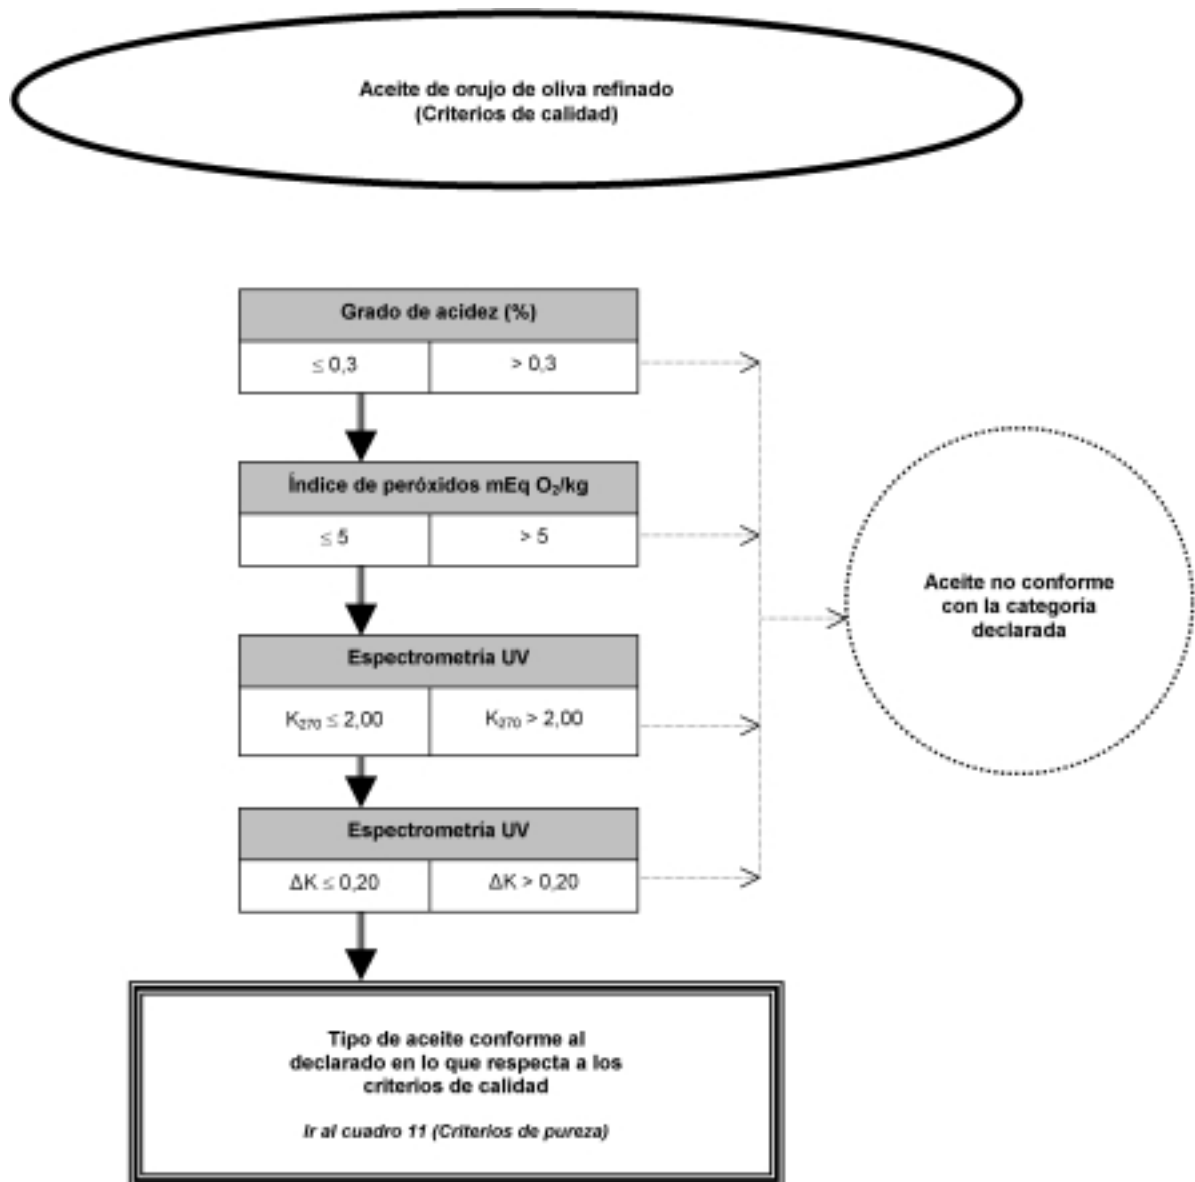 Aceite de orujo de oliva refinado
(Criterios de calidad)
Grado de acidez (%)
≤ 0,3
> 0,3
Índice de peróxidos mEq O₂/kg
≤ 5
> 5
Espectrometría UV
K₂₇₀ ≤ 2,00
K₂₇₀ > 2,00
Espectrometría UV
ΔK ≤ 0,20
ΔK > 0,20
Aceite no conforme
con la categoría
declarada
Tipo de aceite conforme al
declarado en lo que respecta a los
criterios de calidad
Ir al cuadro 11 (Criterios de pureza)